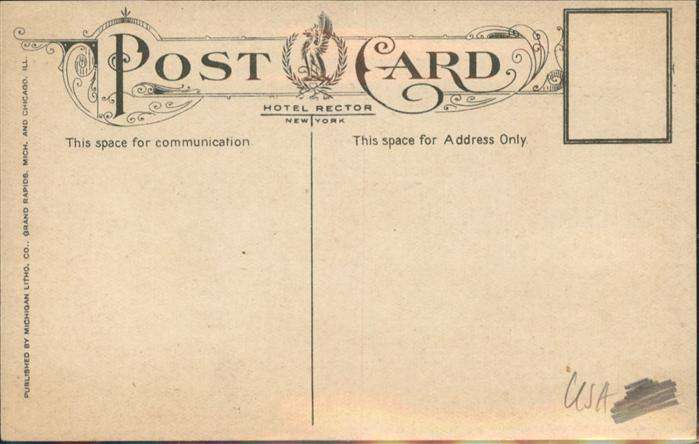 POST CARD
HOTEL RECTOR
NEW YORK
This space for communication
This space for Address Only.
PUBLISHED BY MICHIGAN LITHO. CO., GRAND RAPIDS, MICH. AND CHICAGO, ILL.
USA